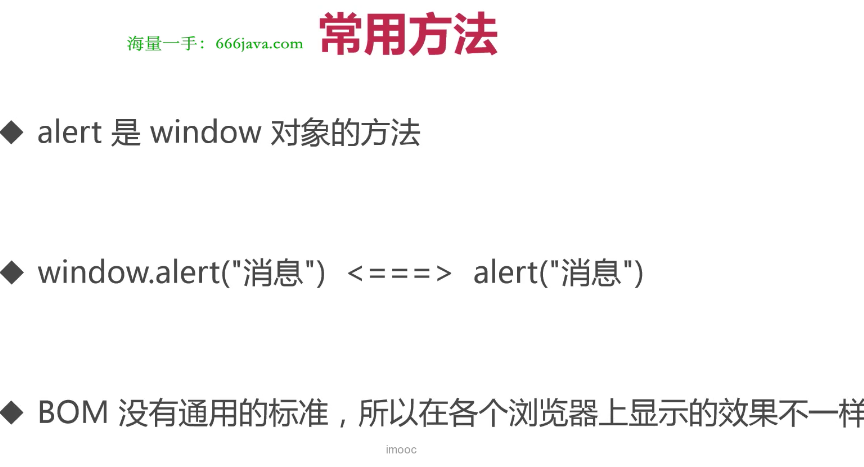 海量一手：666java.com 常用方法
◆ alert 是 window 对象的方法
◆ window.alert("消息") <===> alert("消息")
◆ BOM 没有通用的标准，所以在各个浏览器上显示的效果不一样
imooc